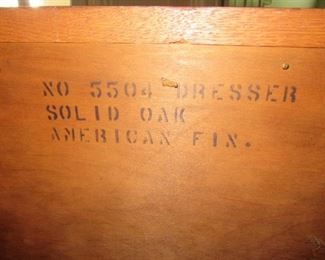 NO 5504 DRESSER
SOLID OAK
AMERICAN FIN.